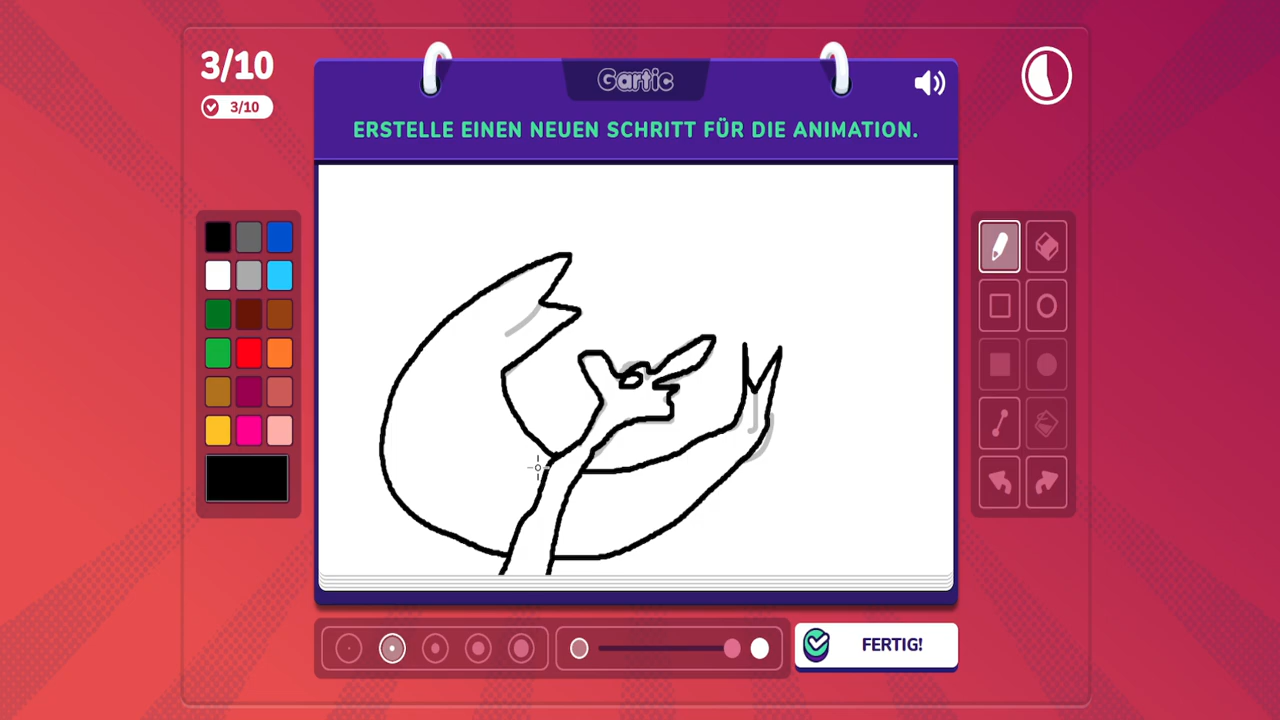 3/10
3/10
Gartic
ERSTELLE EINEN NEUEN SCHRITT FÜR DIE ANIMATION.
FERTIG!